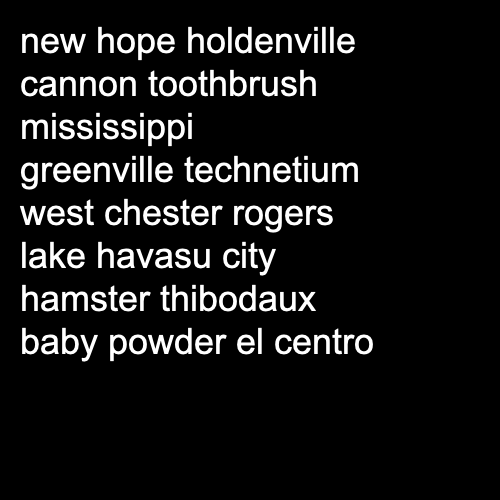 new hope holdenville
cannon toothbrush
mississippi
greenville technetium
west chester rogers
lake havasu city
hamster thibodaux
baby powder el centro